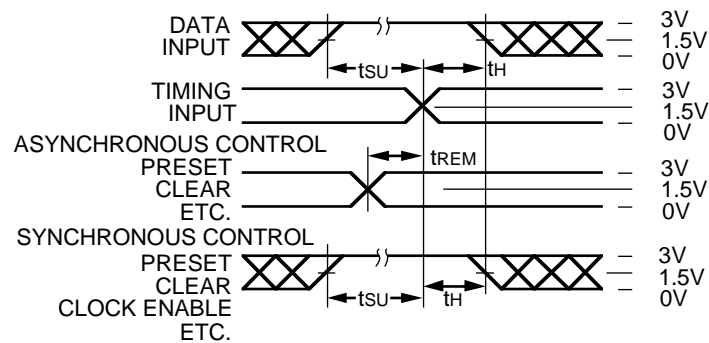 DATA
INPUT
3V
1.5V
0V
tSU
tH
TIMING
INPUT
3V
1.5V
0V
ASYNCHRONOUS CONTROL
PRESET
CLEAR
ETC.
tREM
3V
1.5V
0V
SYNCHRONOUS CONTROL
PRESET
CLEAR
CLOCK ENABLE
ETC.
3V
1.5V
0V
tSU
tH